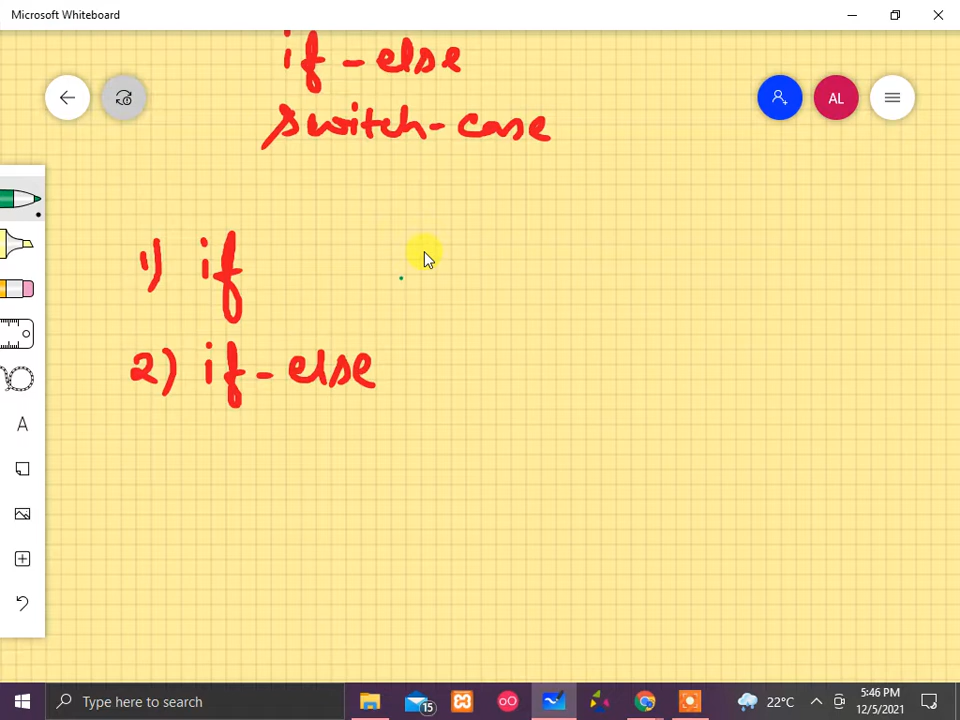 Microsoft Whiteboard
if - else
switch - case
AL
1) if
2) if - else
A
Type here to search
15
22°C
5:46 PM
12/5/2021